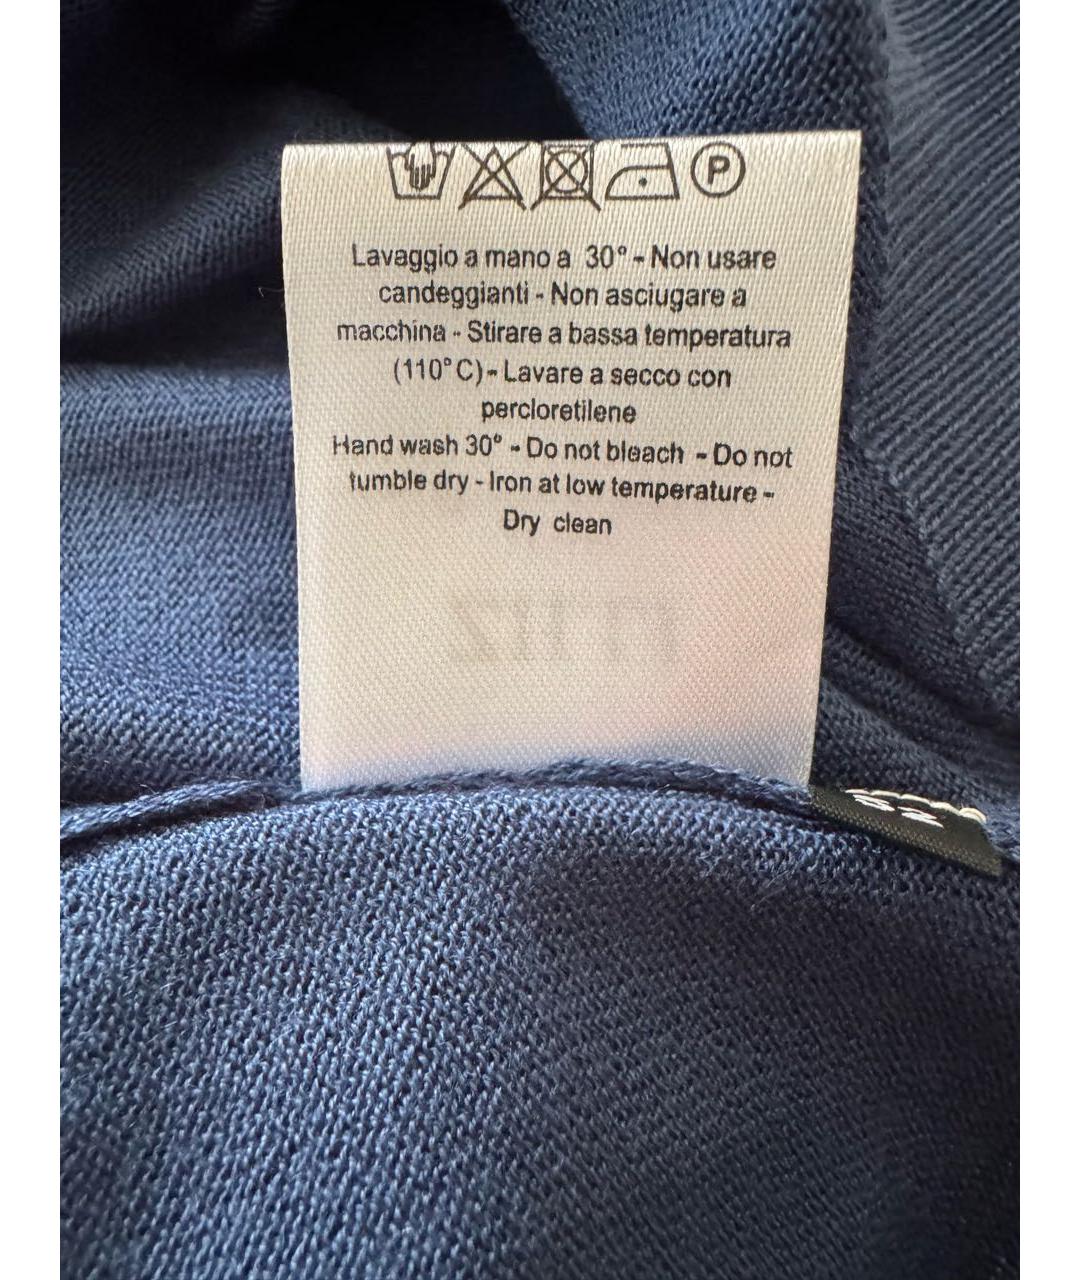 P
Lavaggio a mano a 30° - Non usare
candeggianti - Non asciugare a
macchina - Stirare a bassa temperatura
(110°C) - Lavare a secco con
percloretilene
Hand wash 30° - Do not bleach - Do not
tumble dry - Iron at low temperature -
Dry clean